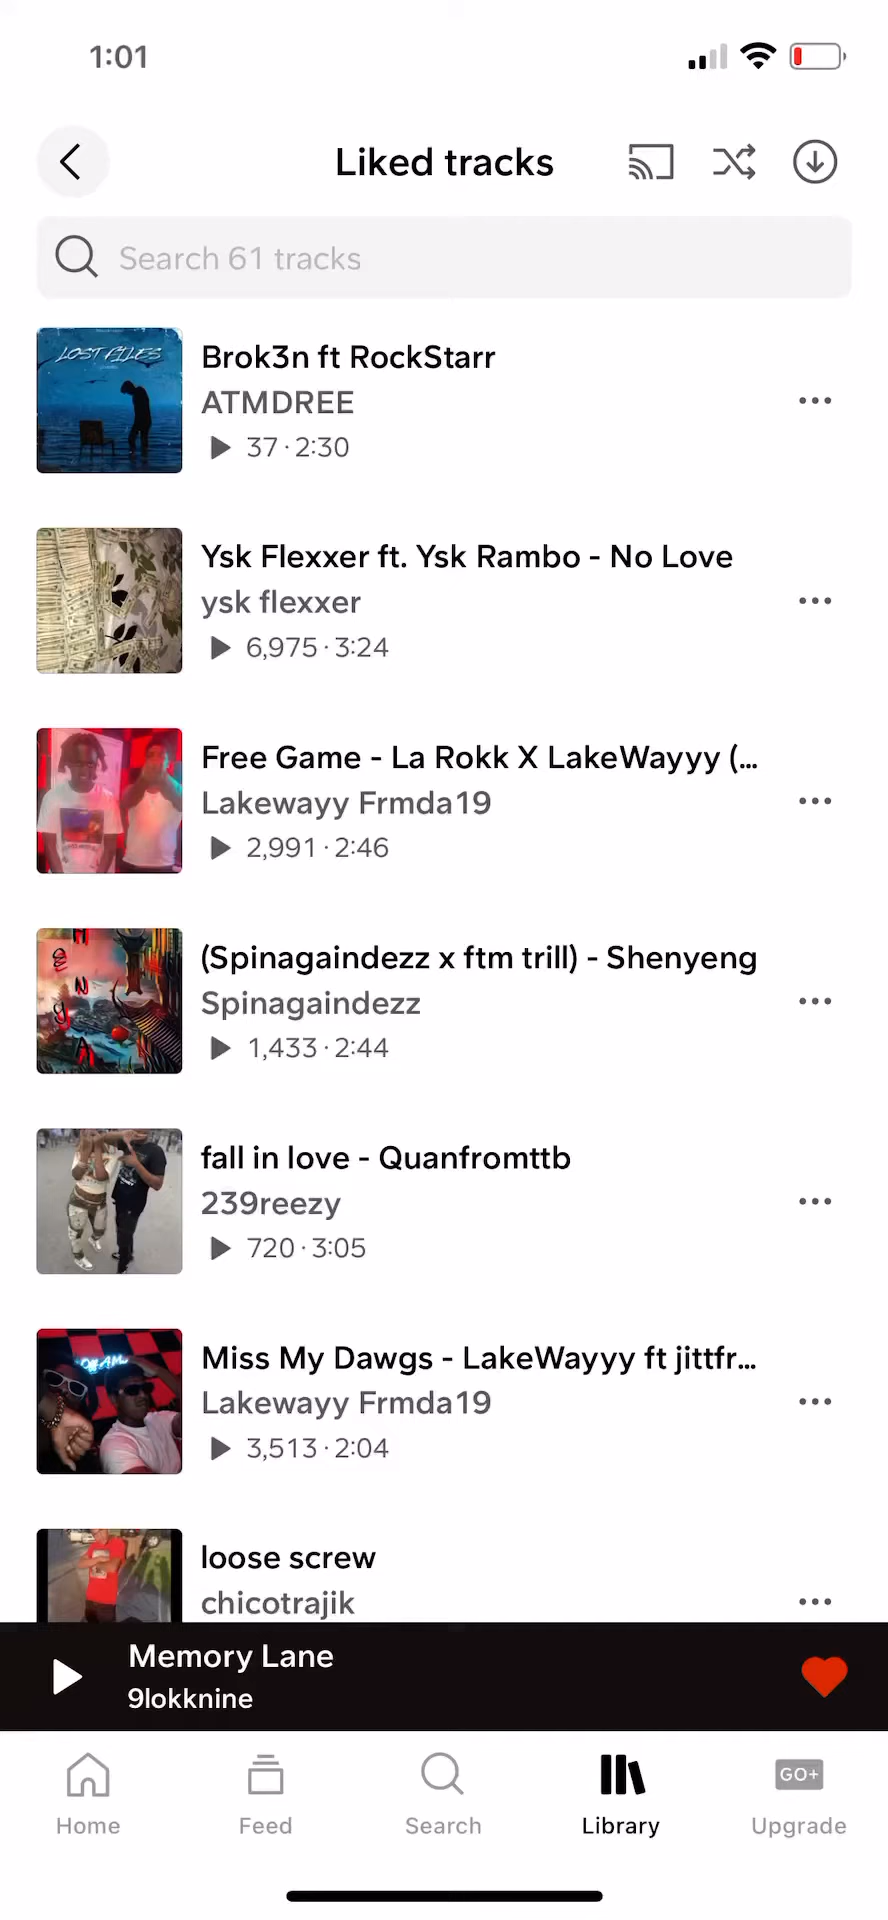 1:01
Liked tracks
Search 61 tracks
LOST FILES
Brok3n ft RockStarr
ATMDREE
37 · 2:30
Ysk Flexxer ft. Ysk Rambo - No Love
ysk flexxer
6,975 · 3:24
Free Game - La Rokk X LakeWayyy (...
Lakewayy Frmda19
2,991 · 2:46
(Spinagaindezz x ftm trill) - Shenyeng
Spinagaindezz
1,433 · 2:44
fall in love - Quanfromttb
239reezy
720 · 3:05
Miss My Dawgs - LakeWayyy ft jittfr...
Lakewayy Frmda19
3,513 · 2:04
loose screw
chicotrajik
Memory Lane
9lokknine
GO+
Home
Feed
Search
Library
Upgrade